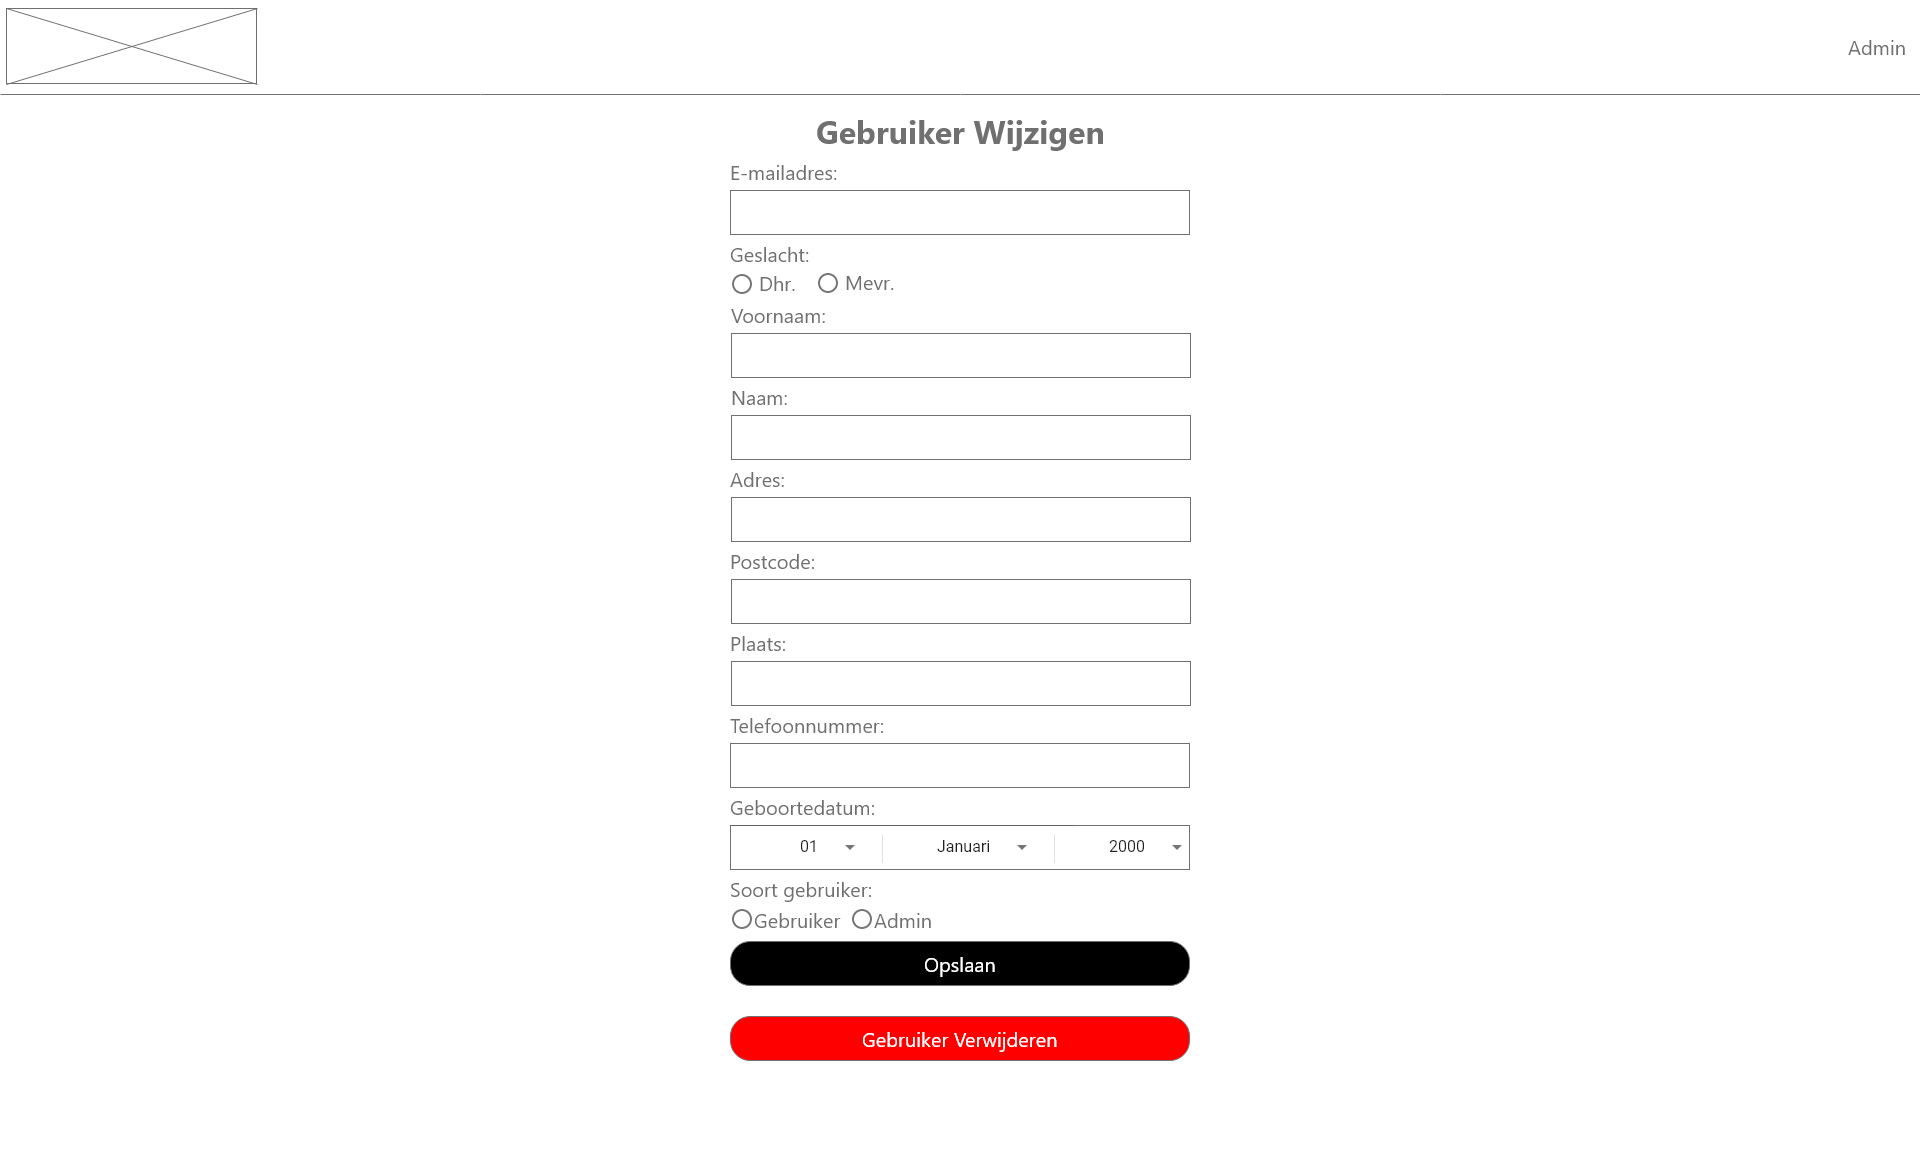 Admin
Gebruiker Wijzigen
E-mailadres:
Geslacht:
Dhr. Mevr.
Voornaam:
Naam:
Adres:
Postcode:
Plaats:
Telefoonnummer:
Geboortedatum:
01 Januari 2000
Soort gebruiker:
Gebruiker Admin
Opslaan
Gebruiker Verwijderen